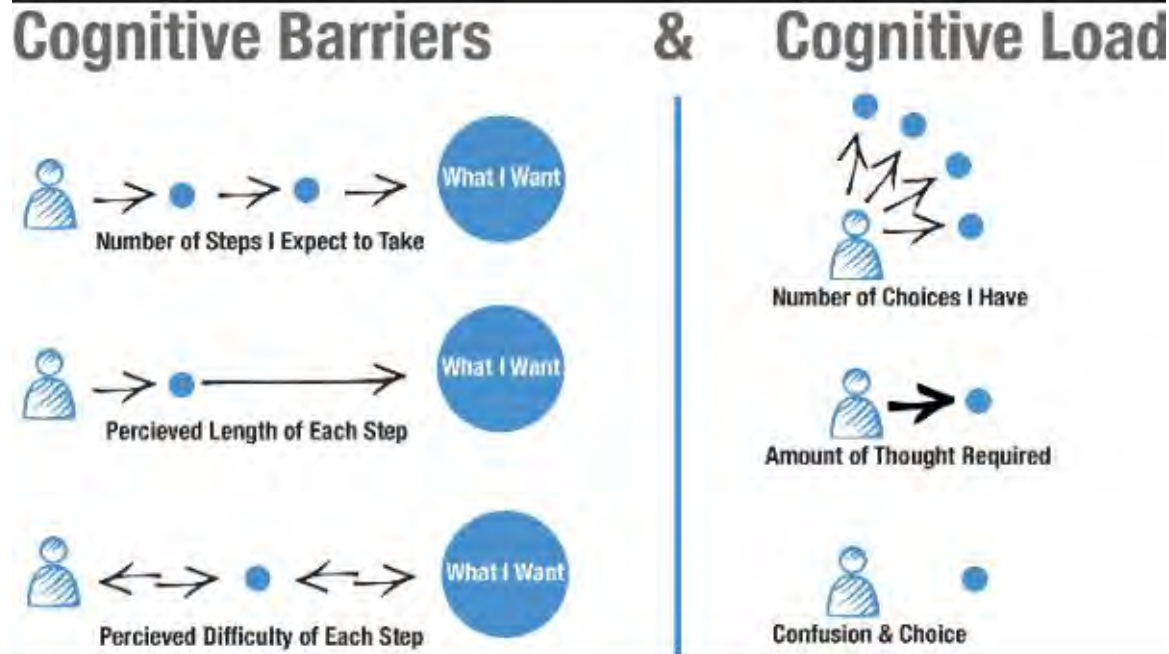 Cognitive Barriers & Cognitive Load
What I Want
Number of Steps I Expect to Take
What I Want
Percieved Length of Each Step
What I Want
Percieved Difficulty of Each Step
Number of Choices I Have
Amount of Thought Required
Confusion & Choice